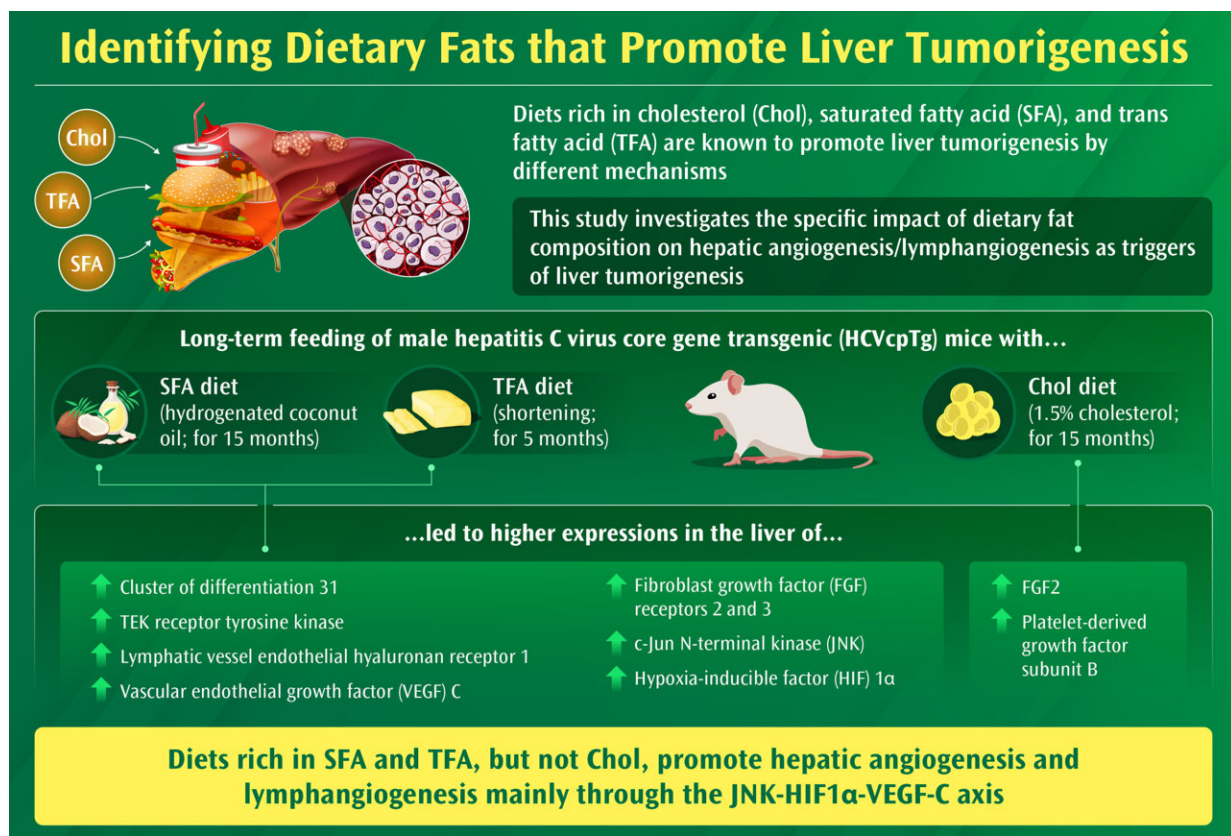 Identifying Dietary Fats that Promote Liver Tumorigenesis
Chol
TFA
SFA
Diets rich in cholesterol (Chol), saturated fatty acid (SFA), and trans
fatty acid (TFA) are known to promote liver tumorigenesis by
different mechanisms
This study investigates the specific impact of dietary fat
composition on hepatic angiogenesis/lymphangiogenesis as triggers
of liver tumorigenesis
Long-term feeding of male hepatitis C virus core gene transgenic (HCVcpTg) mice with...
SFA diet
(hydrogenated coconut
oil; for 15 months)
TFA diet
(shortening;
for 5 months)
Chol diet
(1.5% cholesterol;
for 15 months)
...led to higher expressions in the liver of...
Cluster of differentiation 31
TEK receptor tyrosine kinase
Lymphatic vessel endothelial hyaluronan receptor 1
Vascular endothelial growth factor (VEGF) C
Fibroblast growth factor (FGF)
receptors 2 and 3
c-Jun N-terminal kinase (JNK)
Hypoxia-inducible factor (HIF) 1α
FGF2
Platelet-derived
growth factor
subunit B
Diets rich in SFA and TFA, but not Chol, promote hepatic angiogenesis and
lymphangiogenesis mainly through the JNK-HIF1α-VEGF-C axis